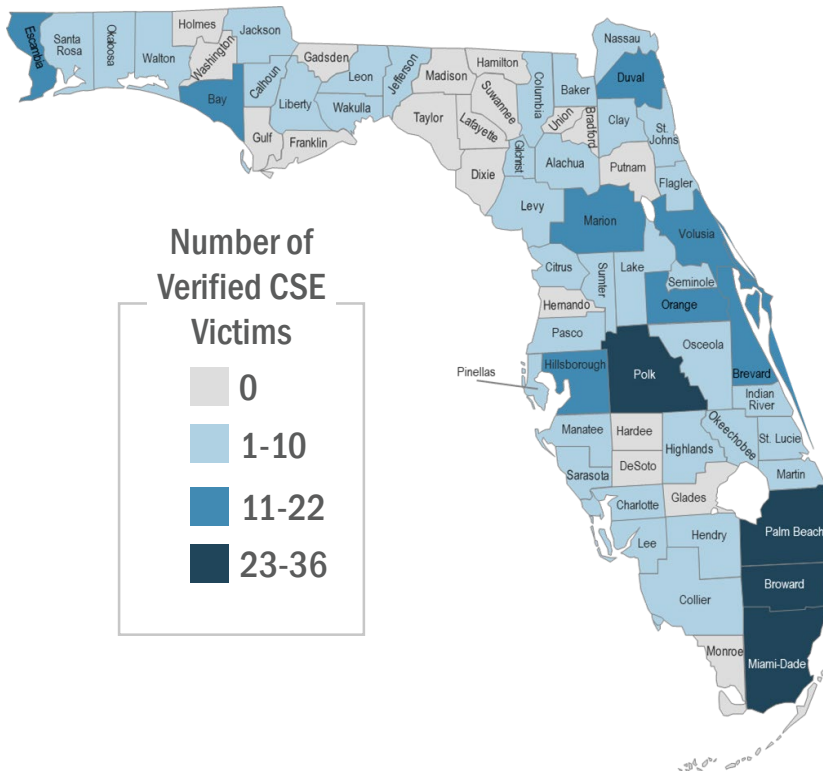 Escambia
Santa
Rosa
Okaloosa
Walton
Holmes
Washington
Jackson
Bay
Calhoun
Gulf
Liberty
Gadsden
Franklin
Leon
Wakulla
Jefferson
Madison
Taylor
Hamilton
Suwannee
Lafayette
Dixie
Columbia
Gilchrist
Baker
Union
Bradford
Nassau
Duval
Clay
St. Johns
Alachua
Putnam
Flagler
Levy
Marion
Volusia
Citrus
Sumter
Lake
Seminole
Hernando
Orange
Pasco
Osceola
Brevard
Pinellas
Hillsborough
Polk
Indian
River
Manatee
Hardee
Highlands
Okeechobee
St. Lucie
Sarasota
DeSoto
Martin
Charlotte
Glades
Palm Beach
Lee
Hendry
Broward
Collier
Monroe
Miami-Dade
Number of
Verified CSE
Victims
0
1-10
11-22
23-36